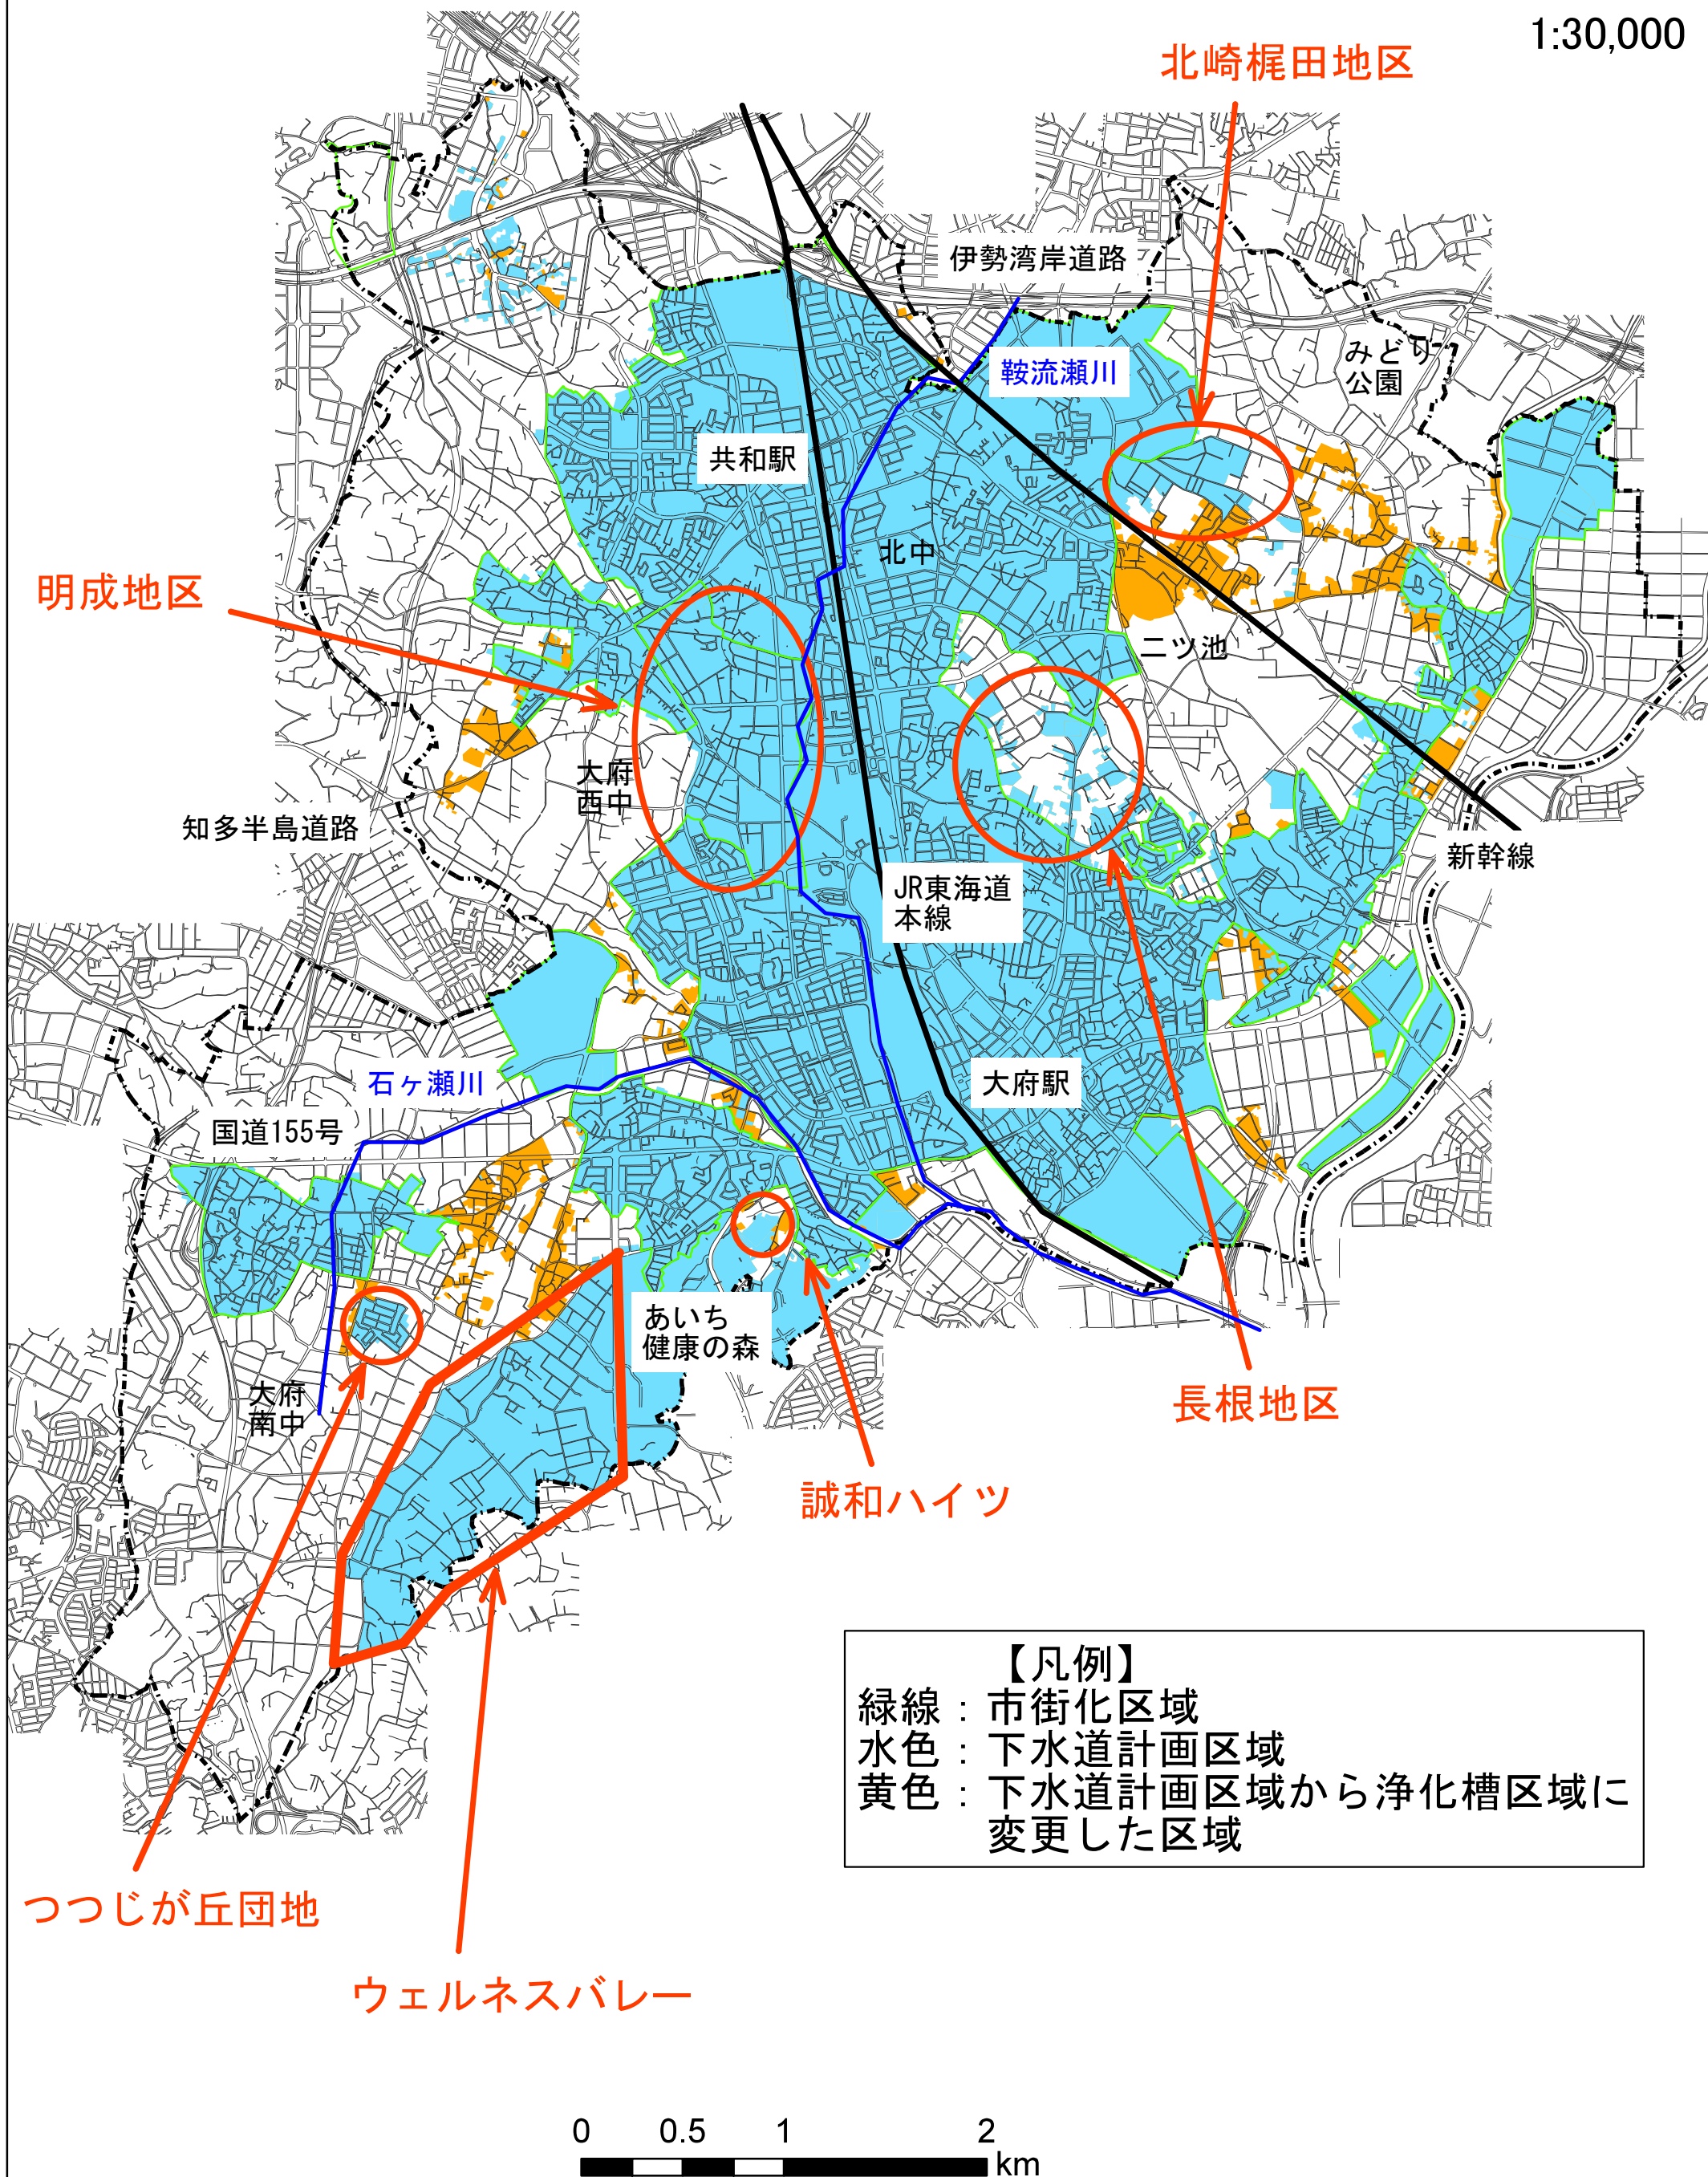 1:30,000
北崎梶田地区
伊勢湾岸道路
みどり
公園
鞍流瀬川
共和駅
北中
明成地区
二ツ池
大府
西中
知多半島道路
新幹線
JR東海道
本線
石ヶ瀬川
大府駅
国道155号
あいち
健康の森
大府
南中
長根地区
誠和ハイツ
【凡例】
緑線：市街化区域
水色：下水道計画区域
黄色：下水道計画区域から浄化槽区域に
変更した区域
つつじが丘団地
ウェルネスバレー
0 0.5 1 2
km